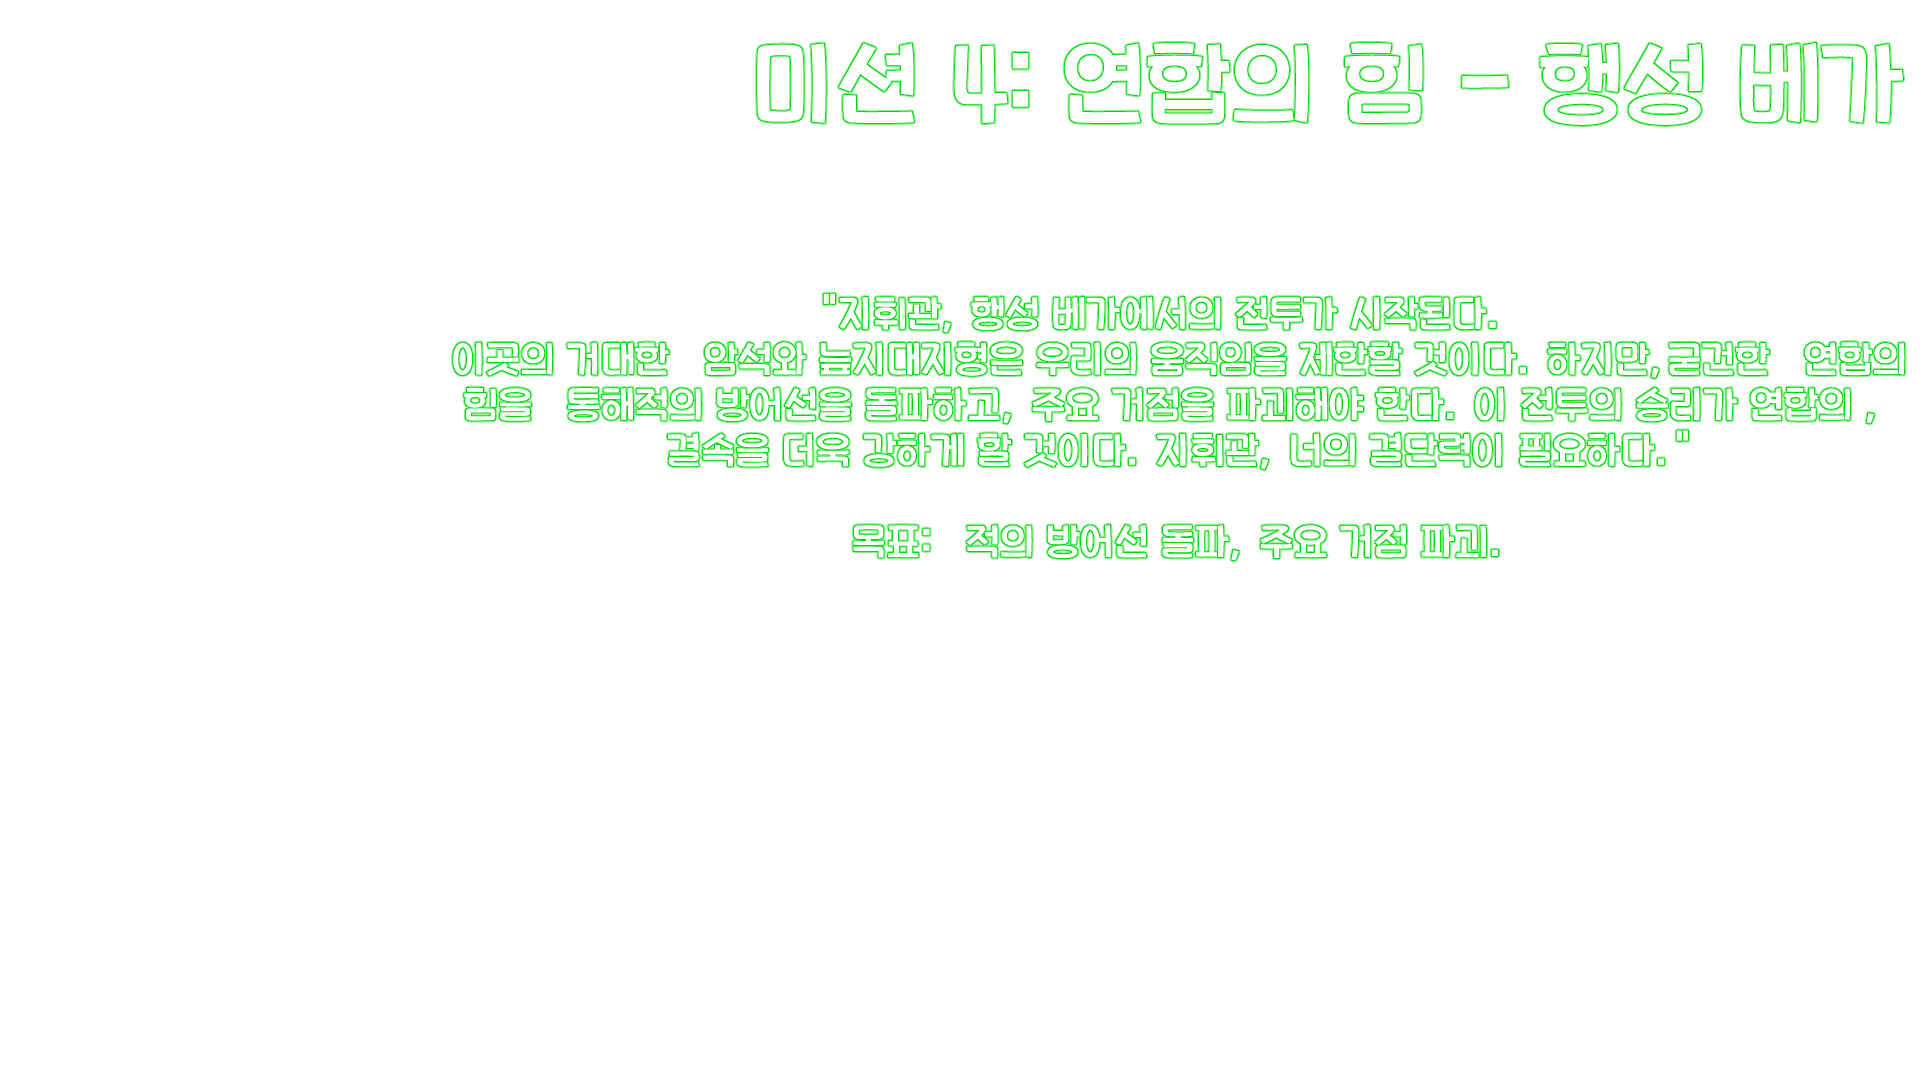 미션 4: 연합의 힘 - 행성 베가
"지휘관, 행성 베가에서의 전투가 시작된다.
이곳의 거대한 암석와 늪지대지형은 우리의 움직임을 제한할 것이다. 하지만,굳건한 연합의
힘을 통해적의 방어선을 돌파하고, 주요 거점을 파괴해야 한다. 이 전투의 승리가 연합의 ,
결속을 더욱 강하게 할 것이다. 지휘관, 너의 결단력이 필요하다."
목표: 적의 방어선 돌파, 주요 거점 파괴.